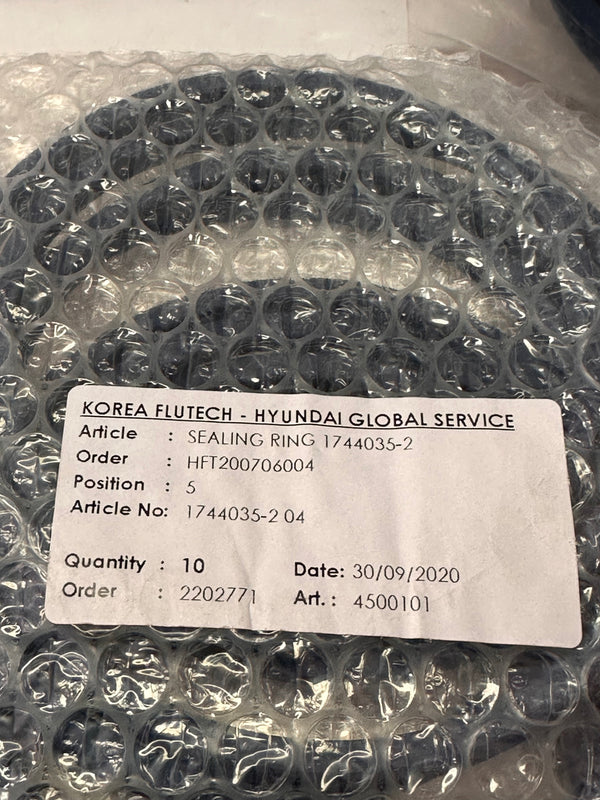 KOREA FLUTECH - HYUNDAI GLOBAL SERVICE
Article : SEALING RING 1744035-2
Order : HFT200706004
Position : 5
Article No: 1744035-2 04
Quantity : 10 Date: 30/09/2020
Order : 2202771 Art. : 4500101